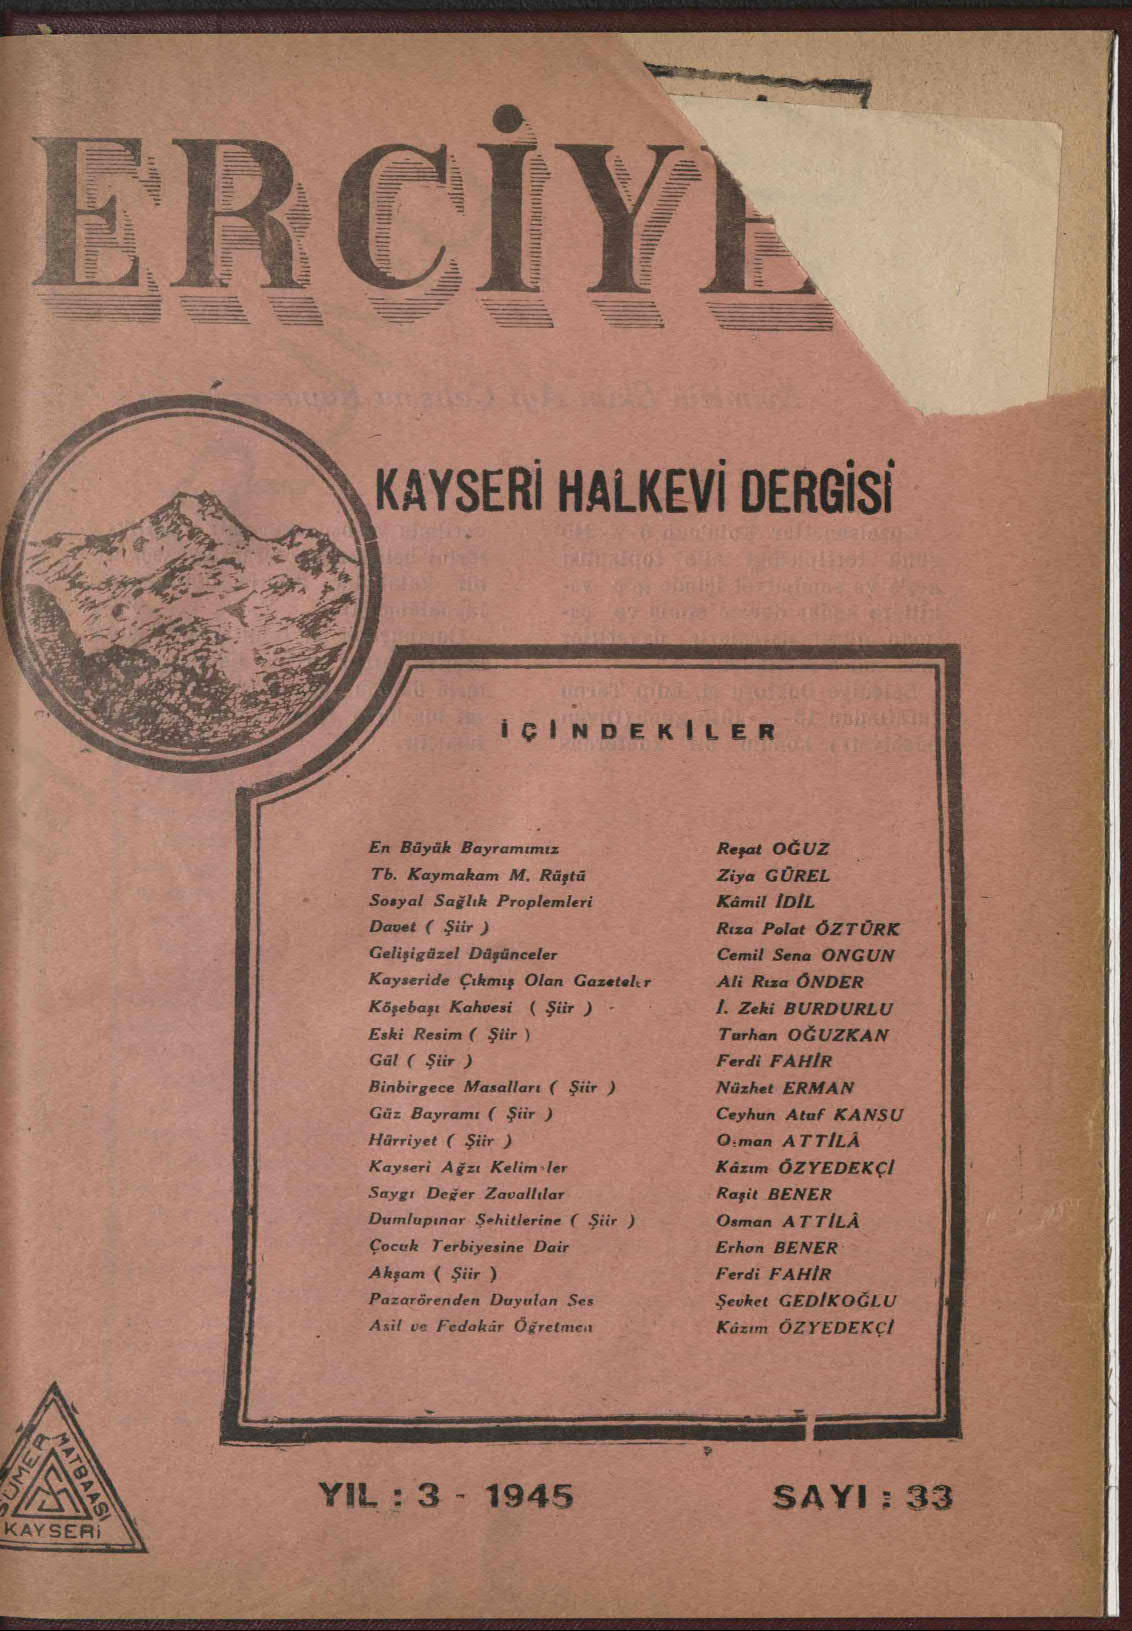 ERCİYE
KAYSERİ HALKEVİ DERGİSİ
İÇİNDEKİLER
En Büyük Bayramımız Reşat OĞUZ
Tb. Kaymakam M. Rüştü Ziya GÜREL
Sosyal Sağlık Proplemleri Kâmil İDİL
Davet ( Şiir ) Rıza Polat ÖZTÜRK
Gelişigüzel Düşünceler Cemil Sena ONGUN
Kayseride Çıkmış Olan Gazeteler Ali Rıza ÖNDER
Köşebaşı Kahvesi ( Şiir ) - İ. Zeki BURDURLU
Eski Resim ( Şiir ) Turhan OĞUZKAN
Gül ( Şiir ) Ferdi FAHİR
Binbirgece Masalları ( Şiir ) Nüzhet ERMAN
Güz Bayramı ( Şiir ) Ceyhun Atuf KANSU
Hürriyet ( Şiir ) Osman ATTİLÂ
Kayseri Ağzı Kelimeler Kâzım ÖZYEDEKÇİ
Saygı Değer Zavallılar Raşit BENER
Dumlupınar Şehitlerine ( Şiir ) Osman ATTİLÂ
Çocuk Terbiyesine Dair Erhan BENER
Akşam ( Şiir ) Ferdi FAHİR
Pazarörenden Duyulan Ses Şevket GEDİKOĞLU
Asil ve Fedakâr Öğretmen Kâzım ÖZYEDEKÇİ
YIL : 3 - 1945 SAYI : 33
SÜMER MATBAASI
KAYSERİ